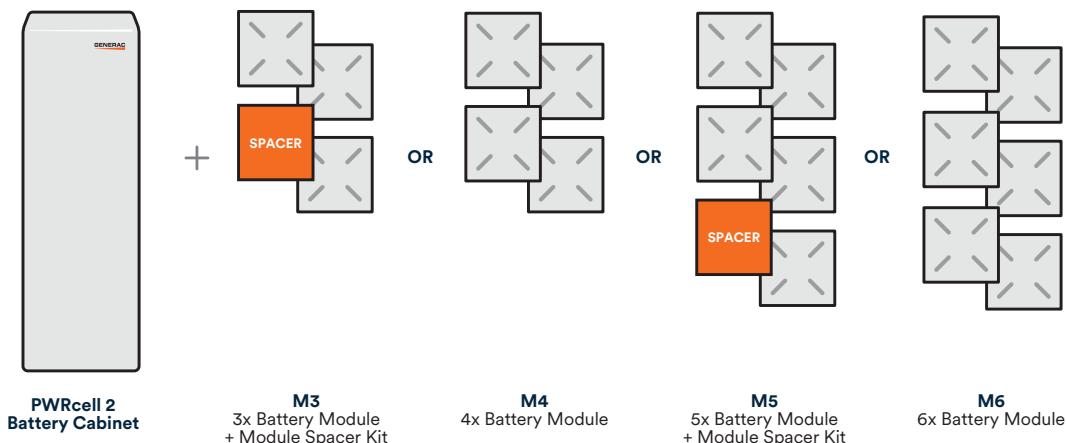 GENERAC
SPACER
OR
OR
SPACER
OR
PWRcell 2
Battery Cabinet
M3
3x Battery Module
+ Module Spacer Kit
M4
4x Battery Module
M5
5x Battery Module
+ Module Spacer Kit
M6
6x Battery Module